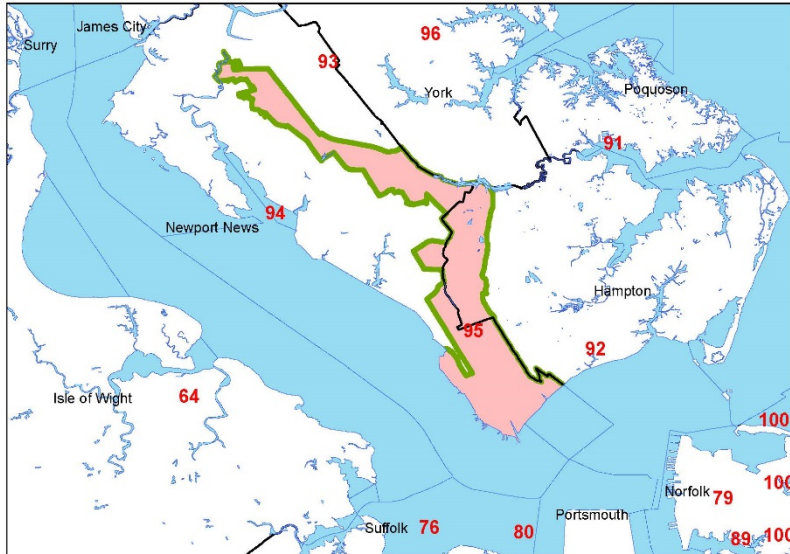 James City
Surry
96
93
York
Poquoson
91
94
Newport News
Hampton
95
92
64
Isle of Wight
100
100
Norfolk
79
Portsmouth
Suffolk
76
80
89
100